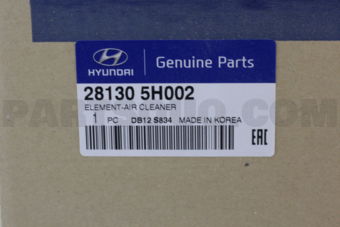 HYUNDAI
Genuine Parts
28130 5H002
ELEMENT-AIR CLEANER
1 PC DB12 S834 MADE IN KOREA
EAC